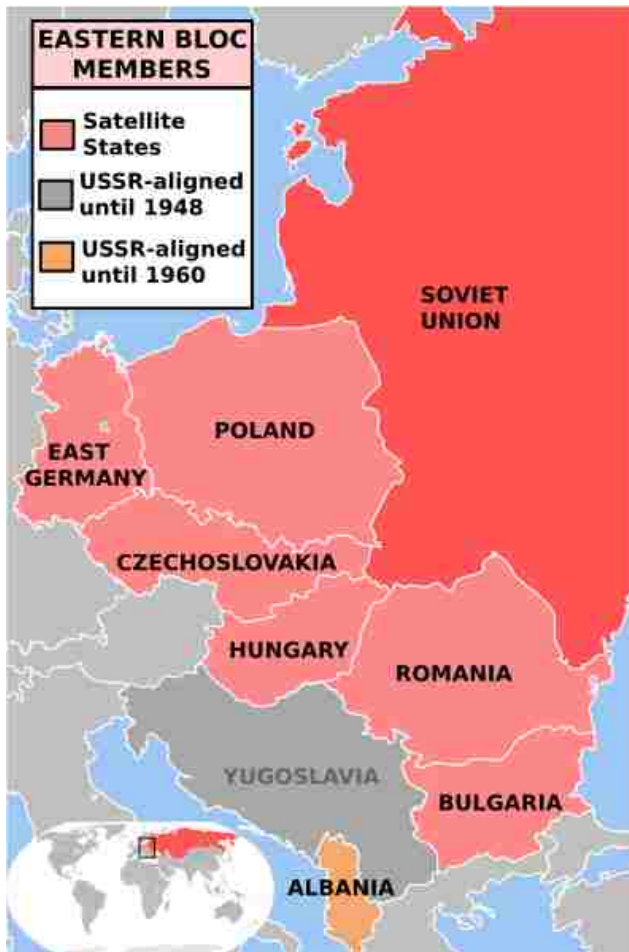 EASTERN BLOC
MEMBERS
Satellite
States
USSR-aligned
until 1948
USSR-aligned
until 1960
SOVIET
UNION
POLAND
EAST
GERMANY
CZECHOSLOVAKIA
HUNGARY
ROMANIA
YUGOSLAVIA
BULGARIA
ALBANIA